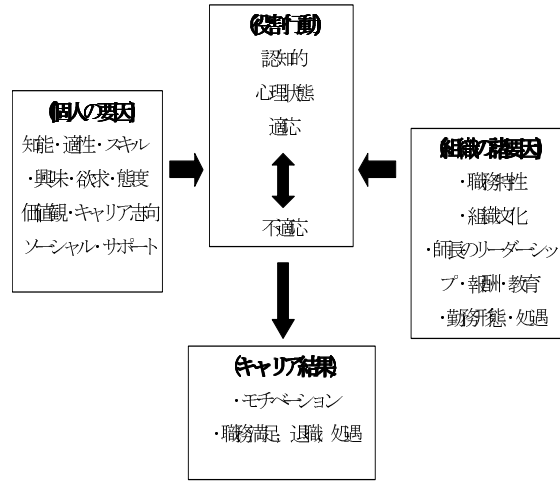 (役割行動)
認知的
心理状態
適応
不適応
(個人の要因)
知能・適性・スキル
・興味・欲求・態度
価値観・キャリア志向
ソーシャル・サポート
(組織の諸要因)
・職務特性
・組織文化
・師長のリーダーシッ
プ・報酬・教育
・勤務形態・処遇
(キャリア結果)
・モチベーション
・職務満足、退職、処遇